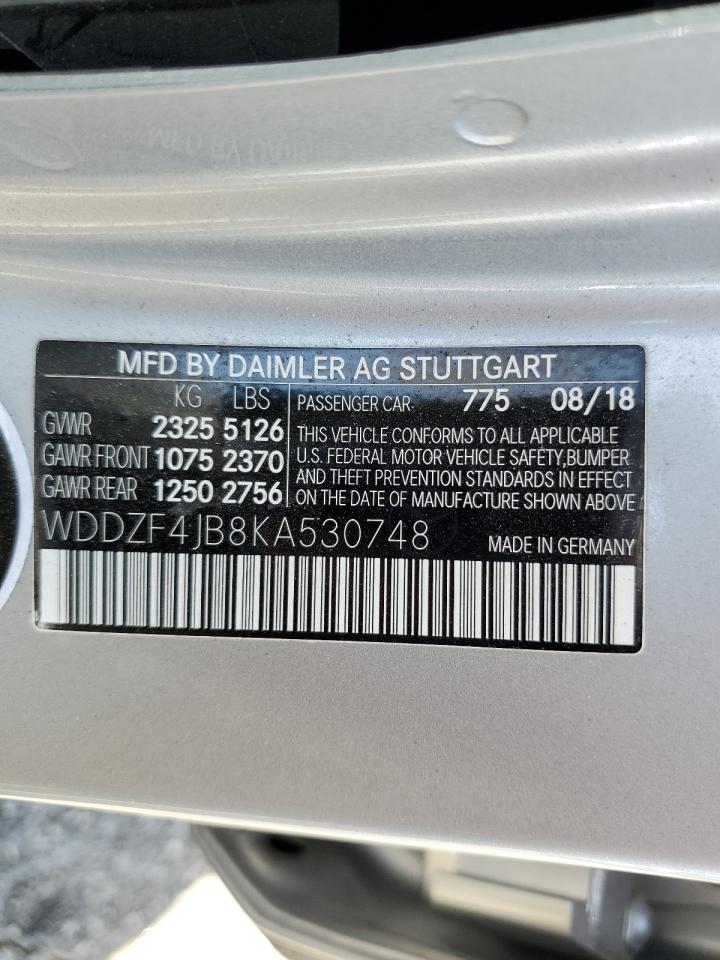 MFD BY DAIMLER AG STUTTGART
KG LBS
GVWR 2325 5126
GAWR FRONT 1075 2370
GAWR REAR 1250 2756
PASSENGER CAR 775 08/18
THIS VEHICLE CONFORMS TO ALL APPLICABLE
U.S. FEDERAL MOTOR VEHICLE SAFETY,BUMPER
AND THEFT PREVENTION STANDARDS IN EFFECT
ON THE DATE OF MANUFACTURE SHOWN ABOVE
WDDZF4JB8KA530748
MADE IN GERMANY